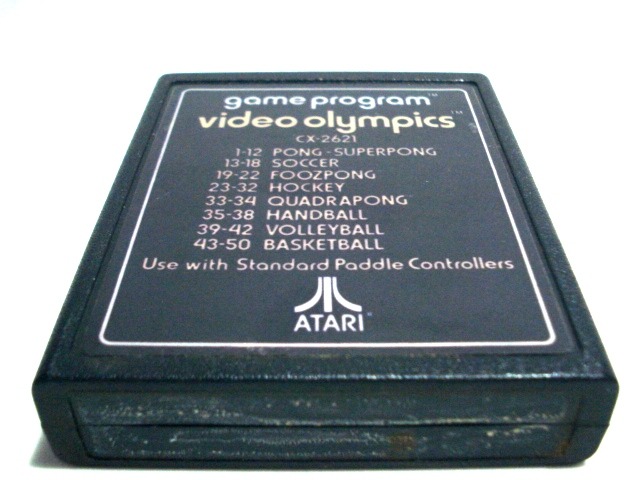 game program™
video olympics™
CX-2621
1-12 PONG-SUPERPONG
13-18 SOCCER
19-22 FOOZPONG
23-32 HOCKEY
33-34 QUADRAPONG
35-38 HANDBALL
39-42 VOLLEYBALL
43-50 BASKETBALL
Use with Standard Paddle Controllers
ATARI®